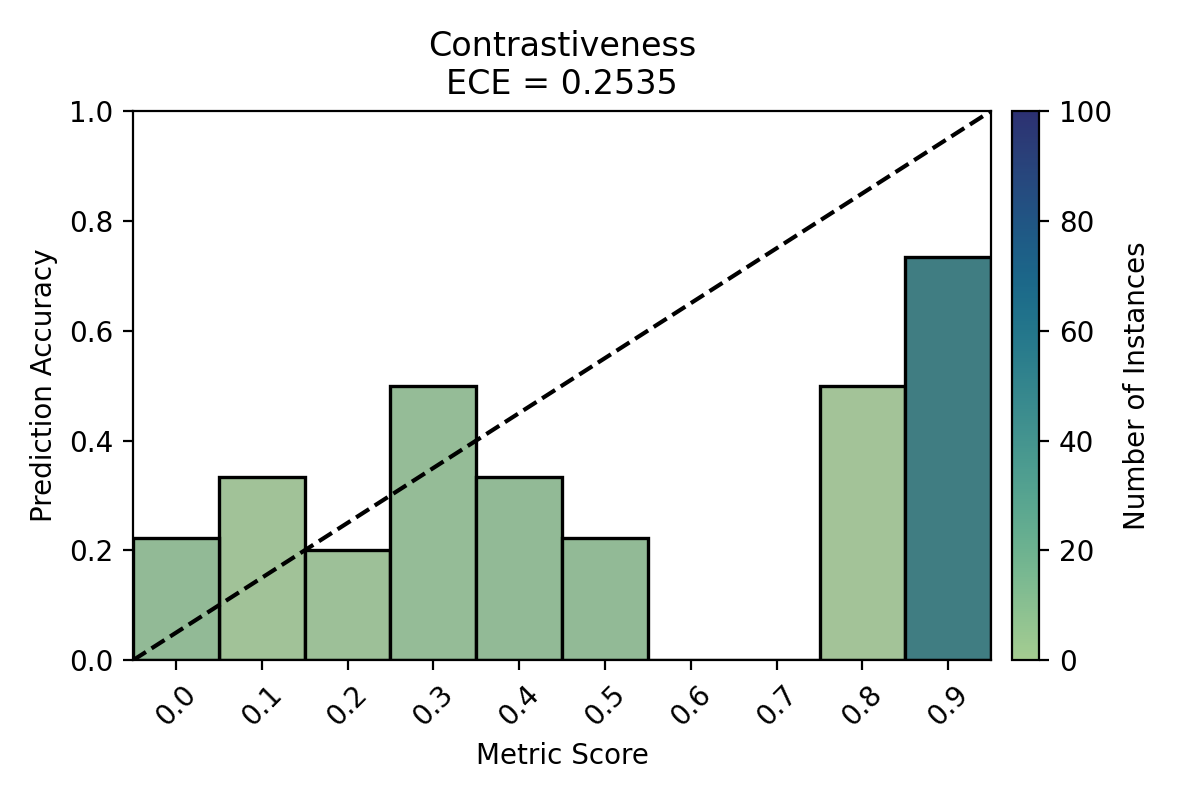 Contrastiveness
ECE = 0.2535
Prediction Accuracy
1.0
0.8
0.6
0.4
0.2
0.0
0.0 0.1 0.2 0.3 0.4 0.5 0.6 0.7 0.8 0.9
Metric Score
100
80
60
40
20
0
Number of Instances